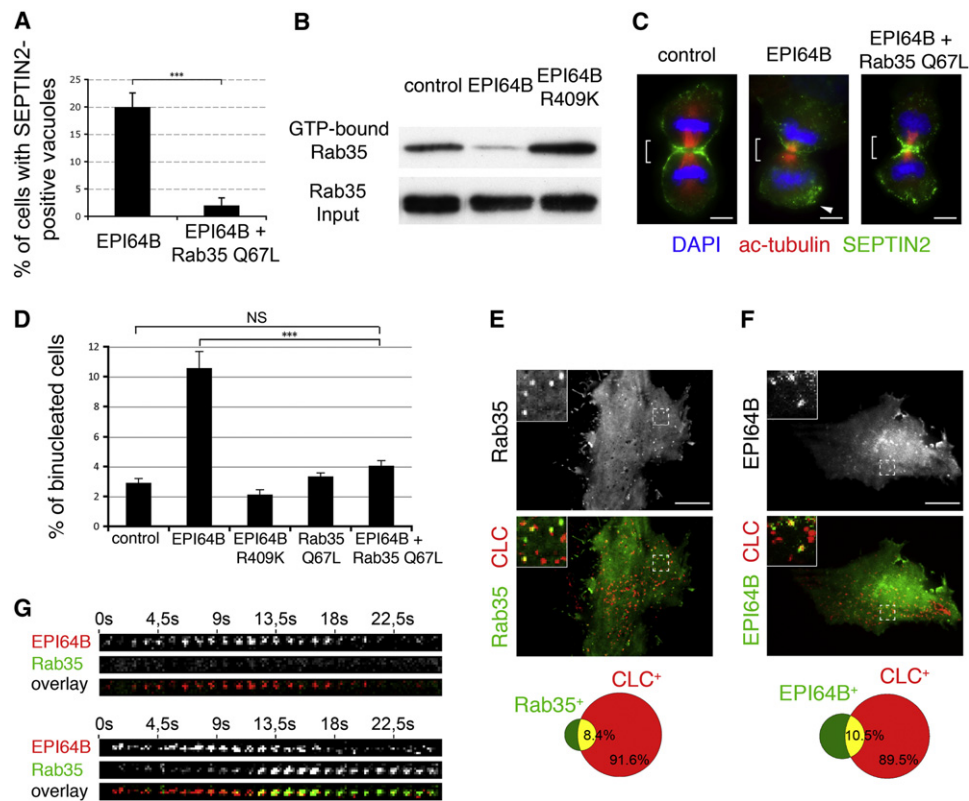 A
% of cells with SEPTIN2-
positive vacuoles
***
25
20
15
10
5
0
EPI64B
EPI64B +
Rab35 Q67L
B
control EPI64B EPI64B
R409K
GTP-bound
Rab35
Rab35
Input
C
control
EPI64B
EPI64B +
Rab35 Q67L
DAPI ac-tubulin SEPTIN2
D
% of binucleated cells
NS
***
12
10
8
6
4
2
0
control
EPI64B
EPI64B
R409K
Rab35
Q67L
EPI64B +
Rab35 Q67L
E
Rab35
Rab35 CLC
Rab35+
CLC+
8.4%
91.6%
F
EPI64B
EPI64B CLC
EPI64B+
CLC+
10.5%
89.5%
G
0s 4,5s 9s 13,5s 18s 22,5s
EPI64B
Rab35
overlay
0s 4,5s 9s 13,5s 18s 22,5s
EPI64B
Rab35
overlay